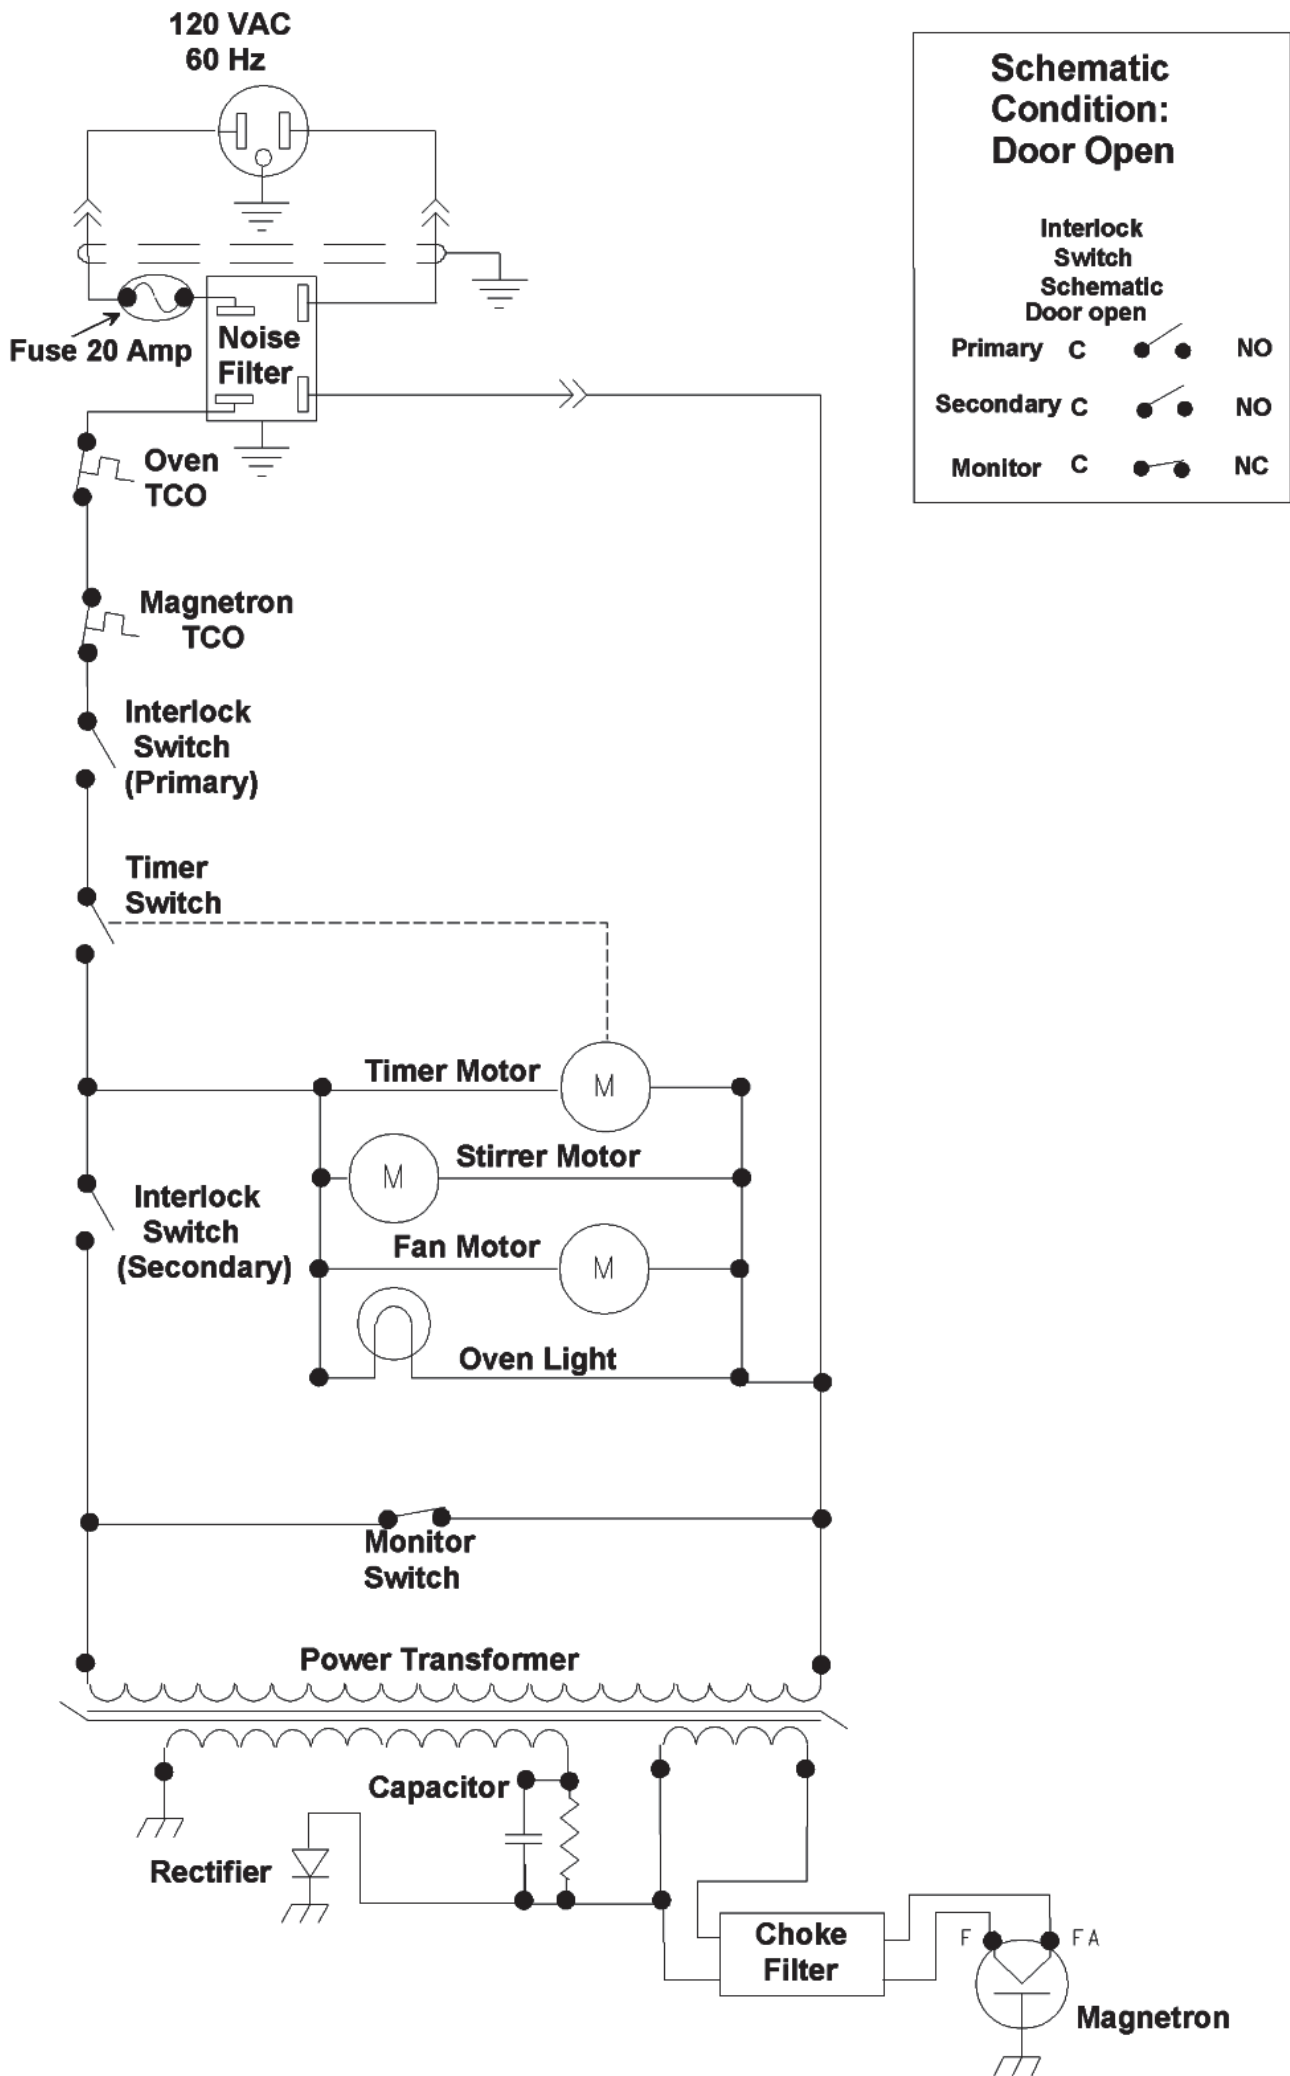 120 VAC
60 Hz
Schematic
Condition:
Door Open
Interlock
Switch
Schematic
Door open
Primary C NO
Secondary C NO
Monitor C NC
Fuse 20 Amp
Noise
Filter
Oven
TCO
Magnetron
TCO
Interlock
Switch
(Primary)
Timer
Switch
Timer Motor
M
Stirrer Motor
M
Interlock
Switch
(Secondary)
Fan Motor
M
Oven Light
Monitor
Switch
Power Transformer
Capacitor
Rectifier
Choke
Filter
F
FA
Magnetron